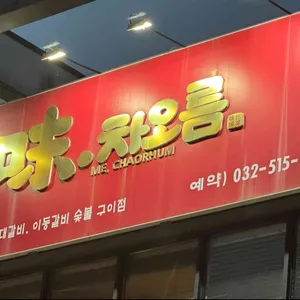 味·차오름
ME, CHAORHUM
대갈비, 이동갈비 숯불 구이점
예약) 032-515-